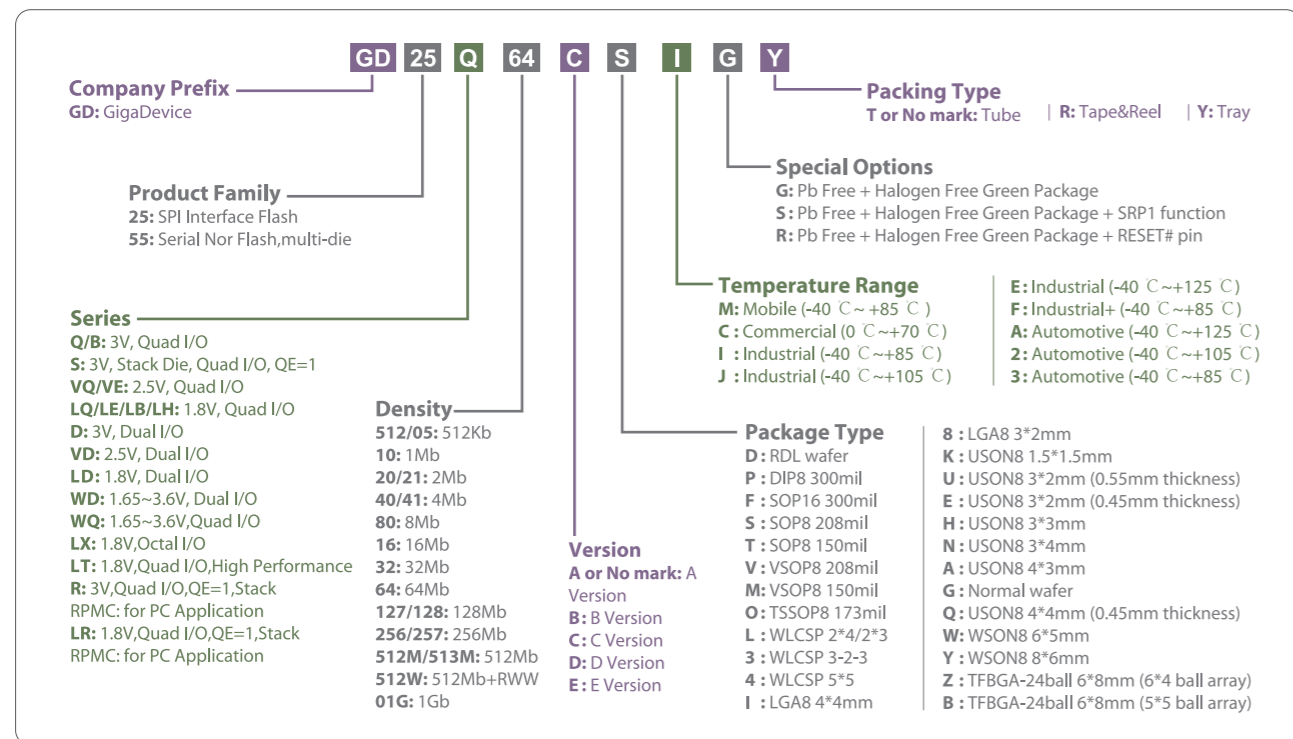 GD 25 Q 64 C S I G Y
Company Prefix
GD: GigaDevice
Packing Type
T or No mark: Tube | R: Tape&Reel | Y: Tray
Product Family
25: SPI Interface Flash
55: Serial Nor Flash,multi-die
Special Options
G: Pb Free + Halogen Free Green Package
S: Pb Free + Halogen Free Green Package + SRP1 function
R: Pb Free + Halogen Free Green Package + RESET# pin
Temperature Range
M: Mobile (-40 ℃~ +85 ℃ )
C : Commercial (0 ℃~+70 ℃)
I : Industrial (-40 ℃~+85 ℃)
J : Industrial (-40 ℃~+105 ℃)
E : Industrial (-40 ℃~+125 ℃)
F : Industrial+ (-40 ℃~+85 ℃)
A: Automotive (-40 ℃~+125 ℃)
2: Automotive (-40 ℃~+105 ℃)
3: Automotive (-40 ℃~+85 ℃)
Series
Q/B: 3V, Quad I/O
S: 3V, Stack Die, Quad I/O, QE=1
VQ/VE: 2.5V, Quad I/O
LQ/LE/LB/LH: 1.8V, Quad I/O
D: 3V, Dual I/O
VD: 2.5V, Dual I/O
LD: 1.8V, Dual I/O
WD: 1.65~3.6V, Dual I/O
WQ: 1.65~3.6V,Quad I/O
LX: 1.8V,Octal I/O
LT: 1.8V,Quad I/O,High Performance
R: 3V,Quad I/O,QE=1,Stack
RPMC: for PC Application
LR: 1.8V,Quad I/O,QE=1,Stack
RPMC: for PC Application
Density
512/05: 512Kb
10: 1Mb
20/21: 2Mb
40/41: 4Mb
80: 8Mb
16: 16Mb
32: 32Mb
64: 64Mb
127/128: 128Mb
256/257: 256Mb
512M/513M: 512Mb
512W: 512Mb+RWW
01G: 1Gb
Version
A or No mark: A
Version
B : B Version
C : C Version
D: D Version
E : E Version
Package Type
D : RDL wafer
P : DIP8 300mil
F : SOP16 300mil
S : SOP8 208mil
T : SOP8 150mil
V : VSOP8 208mil
M: VSOP8 150mil
O : TSSOP8 173mil
L : WLCSP 2*4/2*3
3 : WLCSP 3-2-3
4 : WLCSP 5*5
I : LGA8 4*4mm
8 : LGA8 3*2mm
K : USON8 1.5*1.5mm
U : USON8 3*2mm (0.55mm thickness)
E : USON8 3*2mm (0.45mm thickness)
H : USON8 3*3mm
N : USON8 3*4mm
A : USON8 4*3mm
G : Normal wafer
Q : USON8 4*4mm (0.45mm thickness)
W: WSON8 6*5mm
Y : WSON8 8*6mm
Z : TFBGA-24ball 6*8mm (6*4 ball array)
B : TFBGA-24ball 6*8mm (5*5 ball array)